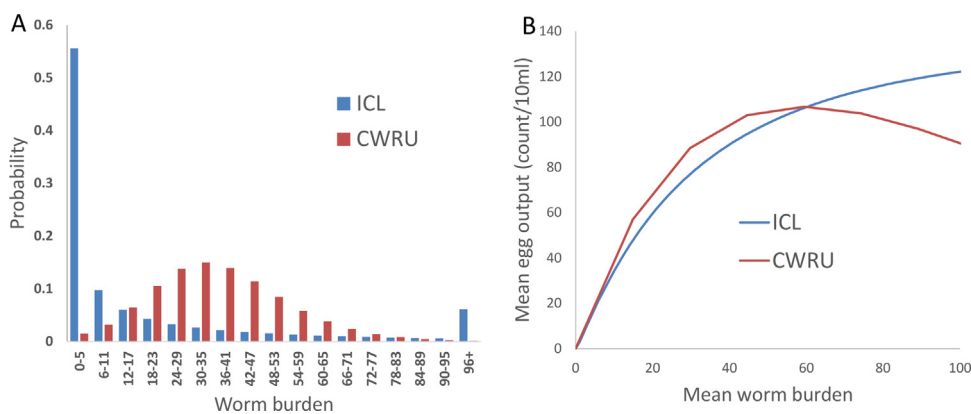 A
0.6
0.5
0.4
0.3
0.2
0.1
0
Probability
ICL
CWRU
0-5
6-11
12-17
18-23
24-29
30-35
36-41
42-47
48-53
54-59
60-65
66-71
72-77
78-83
84-89
90-95
96+
Worm burden
B
140
120
100
80
60
40
20
0
Mean egg output (count/10ml)
ICL
CWRU
0 20 40 60 80 100
Mean worm burden